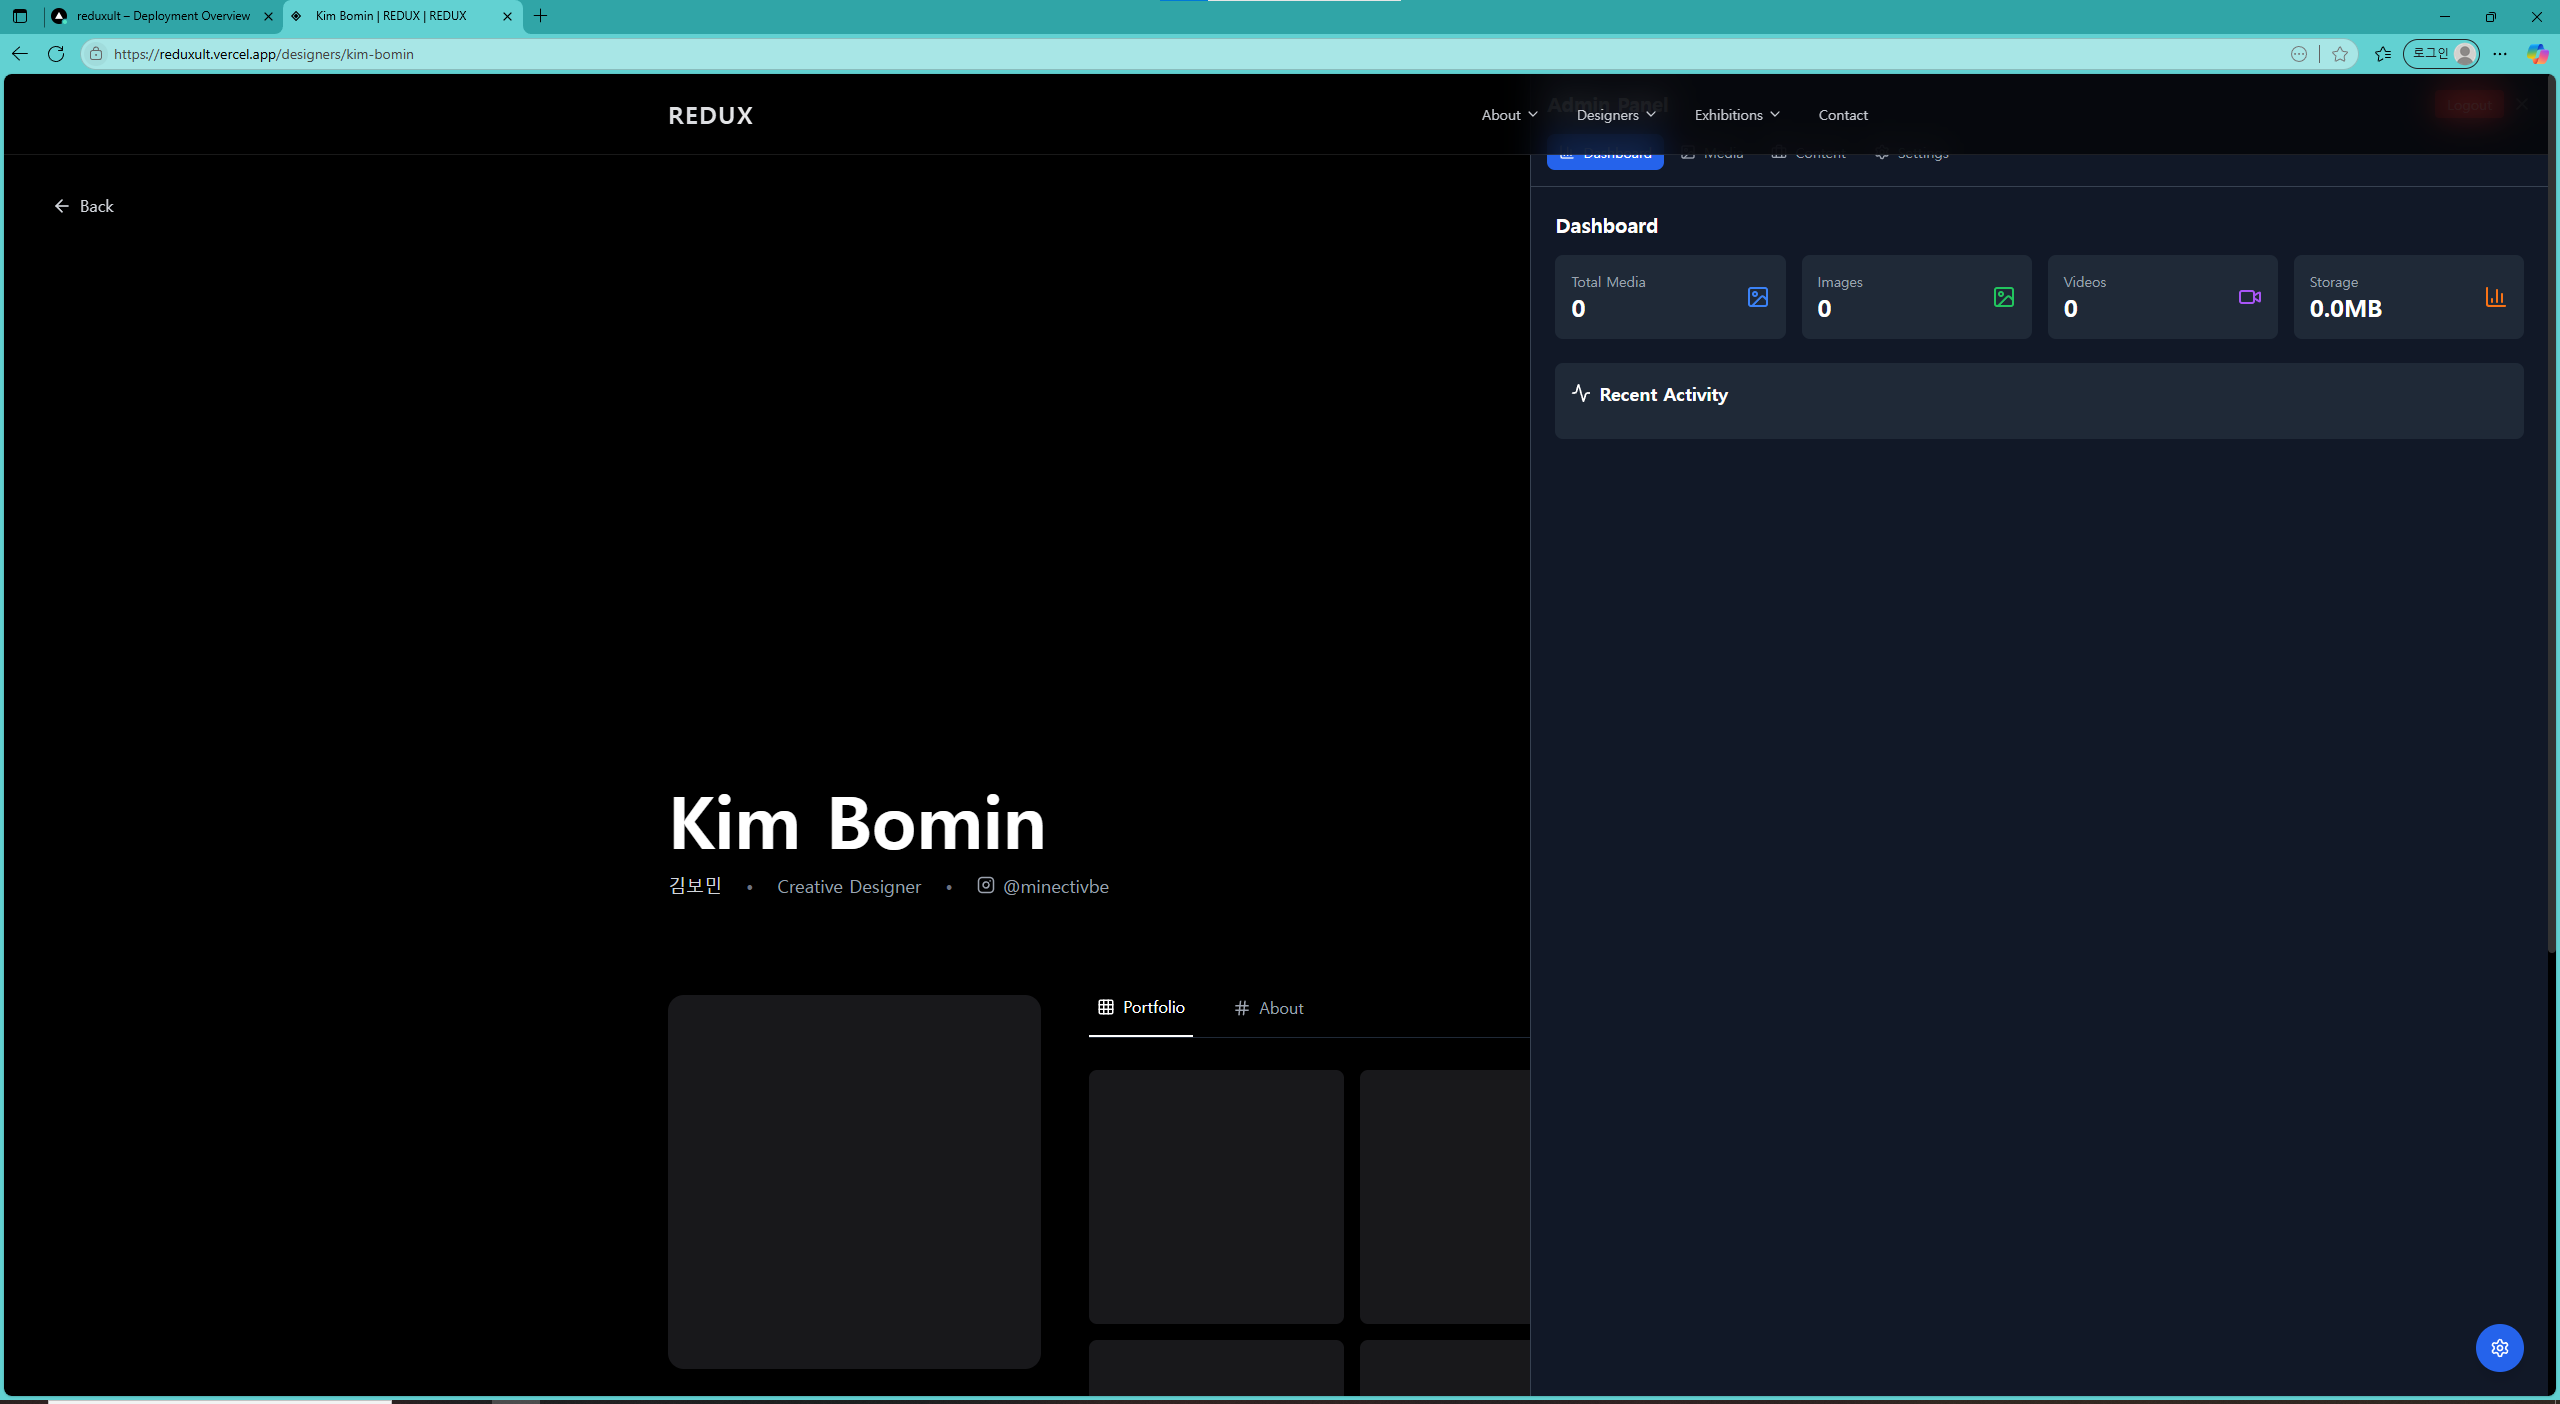 reduxult – Deployment Overview
Kim Bomin | REDUX | REDUX
https://reduxult.vercel.app/designers/kim-bomin
로그인
REDUX
About
Designers
Exhibitions
Contact
Admin Panel
Logout
Dashboard
Media
Content
Settings
Back
Dashboard
Total Media
0
Images
0
Videos
0
Storage
0.0MB
Recent Activity
Kim Bomin
김보민 • Creative Designer • @minectivbe
Portfolio
About